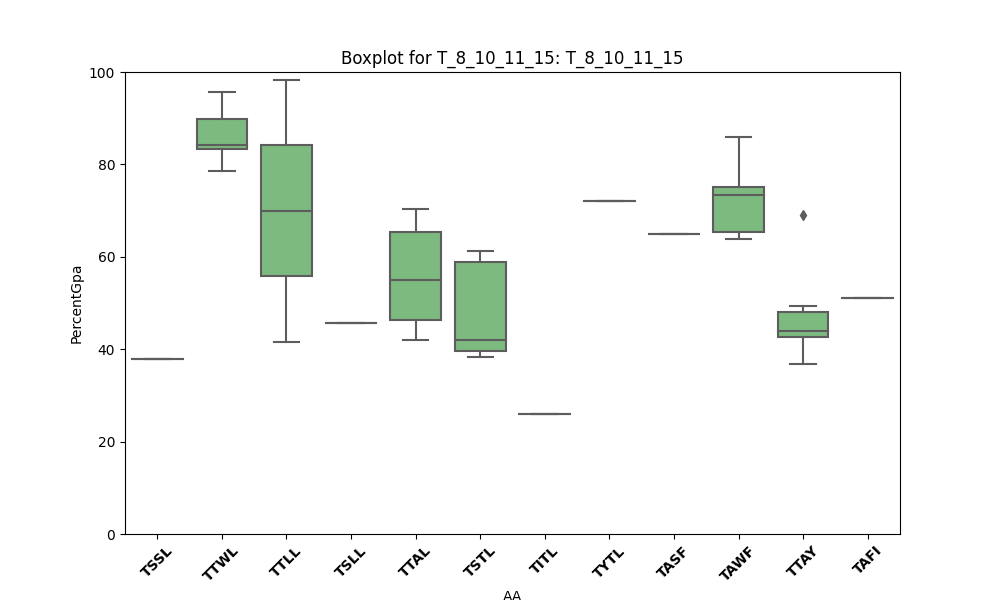 Boxplot for T_8_10_11_15: T_8_10_11_15
PercentGpa
100
80
60
40
20
0
TSSL TTWL TTLL TSLL TTAL TSTL TITL TYTL TASF TAWF TTAY TAFI
AA